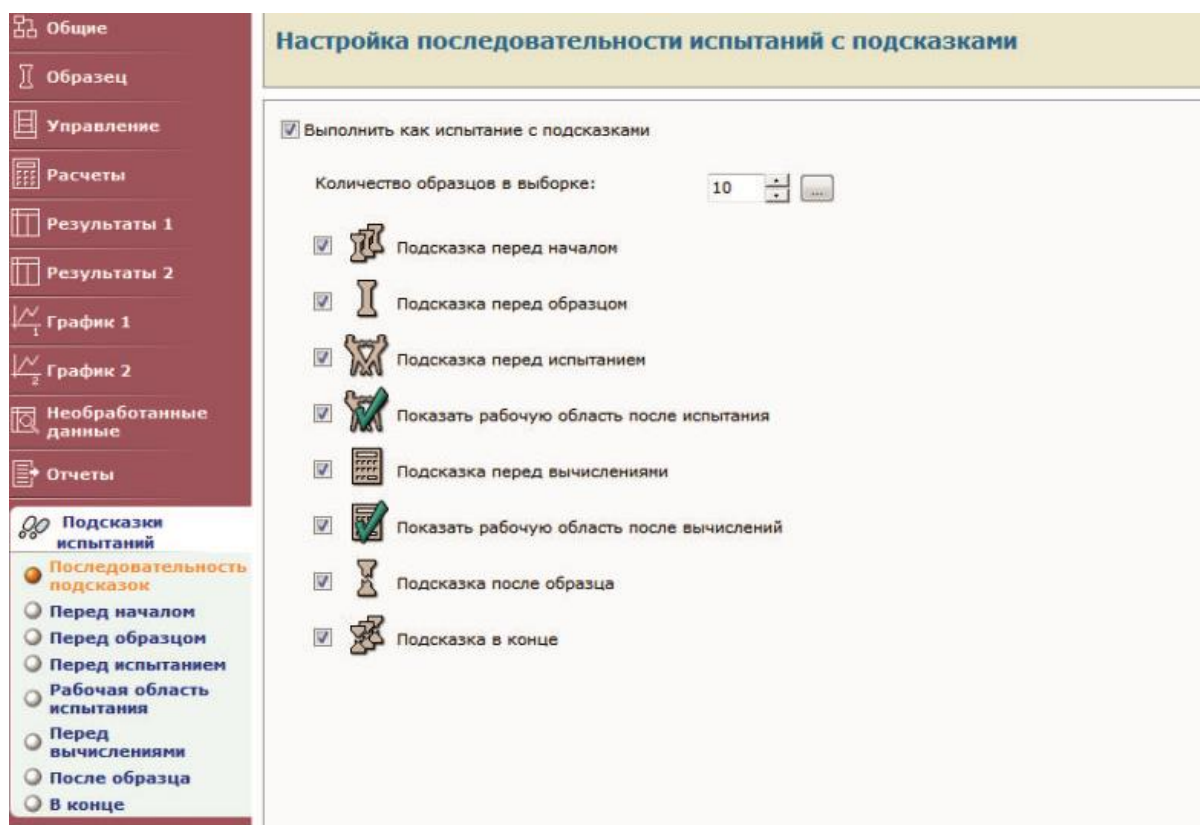 Общие
Образец
Управление
Расчеты
Результаты 1
Результаты 2
График 1
График 2
Необработанные
данные
Отчеты
Подсказки
испытаний
Последовательность
подсказок
Перед началом
Перед образцом
Перед испытанием
Рабочая область
испытания
Перед
вычислениями
После образца
В конце
Настройка последовательности испытаний с подсказками
Выполнить как испытание с подсказками
Количество образцов в выборке: 10 ...
Подсказка перед началом
Подсказка перед образцом
Подсказка перед испытанием
Показать рабочую область после испытания
Подсказка перед вычислениями
Показать рабочую область после вычислений
Подсказка после образца
Подсказка в конце